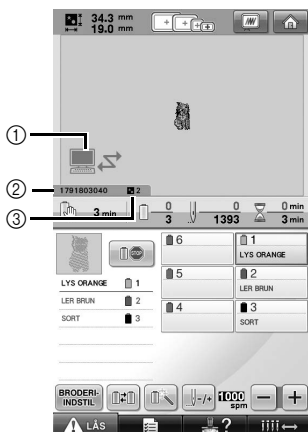 34.3 mm
19.0 mm
①
②
1791803040 2
③
3 min
0
3
0
1393
0 min
3 min
LYS ORANGE 1
LER BRUN 2
SORT 3
6
1
LYS ORANGE
5
2
LER BRUN
4
3
SORT
BRODERI-
INDSTIL
STOP
-/+
1000
spm
− +
LÅS
?